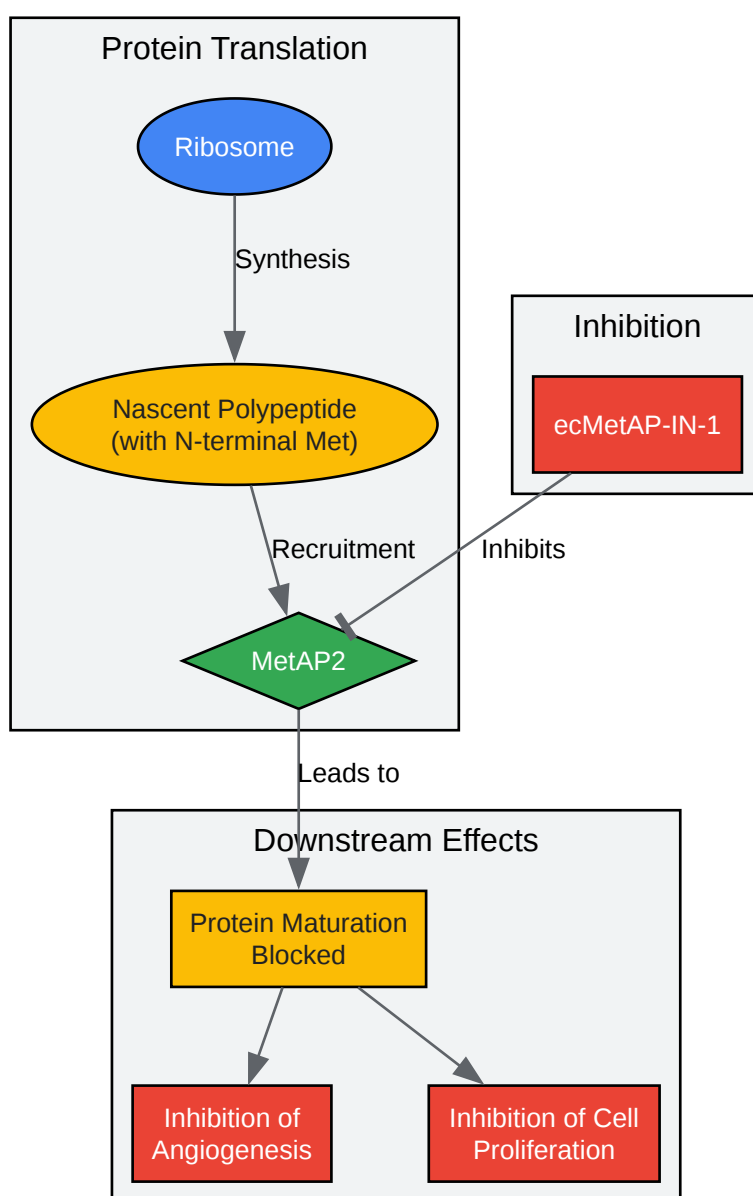 Protein Translation
Ribosome
Synthesis
Nascent Polypeptide
(with N-terminal Met)
Inhibition
ecMetAP-IN-1
Recruitment
Inhibits
MetAP2
Leads to
Downstream Effects
Protein Maturation
Blocked
Inhibition of
Angiogenesis
Inhibition of Cell
Proliferation